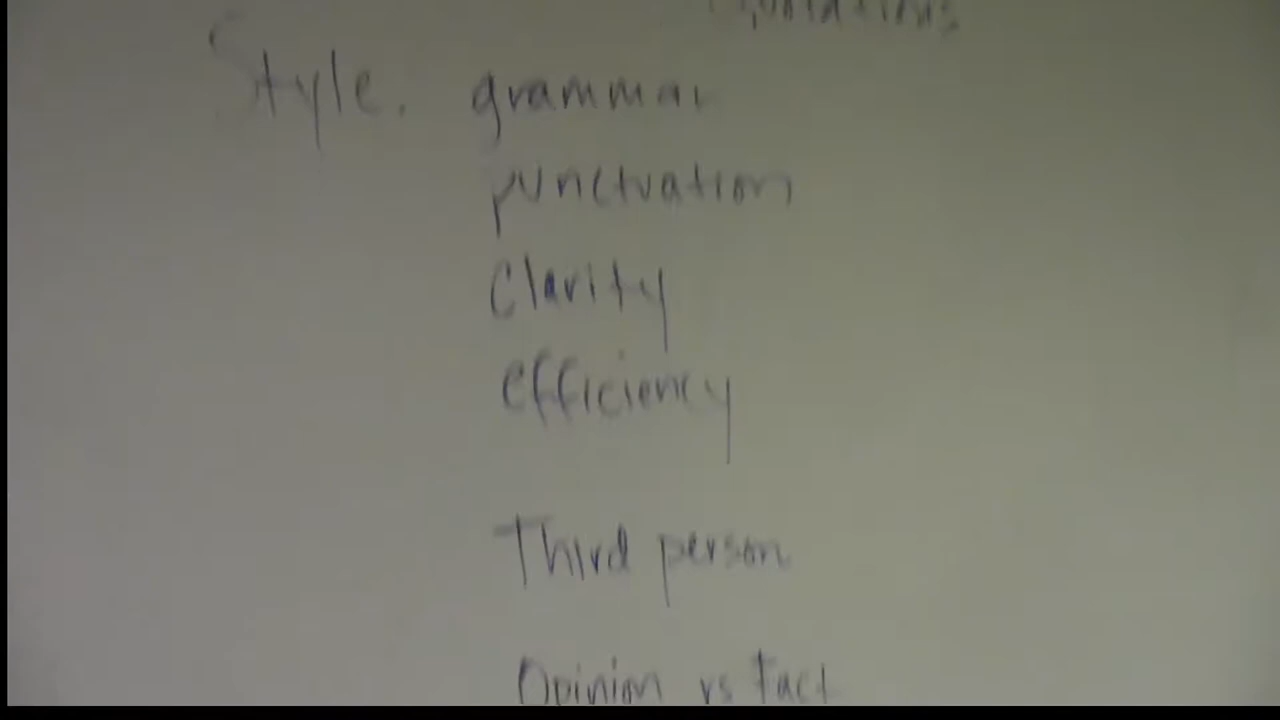 Style. grammar
punctuation
Clarity
efficiency
Third person
Opinion vs fact